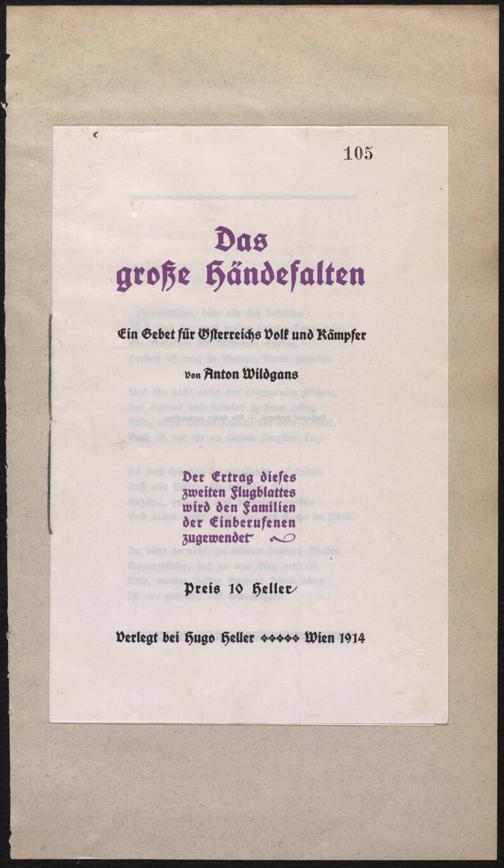 105
Das
große Händefalten
Ein Gebet für Österreichs Volk und Kämpfer
von Anton Wildgans
Der Ertrag dieses
zweiten Flugblattes
wird den Familien
der Einberufenen
zugewendet
Preis 10 Heller
Verlegt bei Hugo Heller Wien 1914